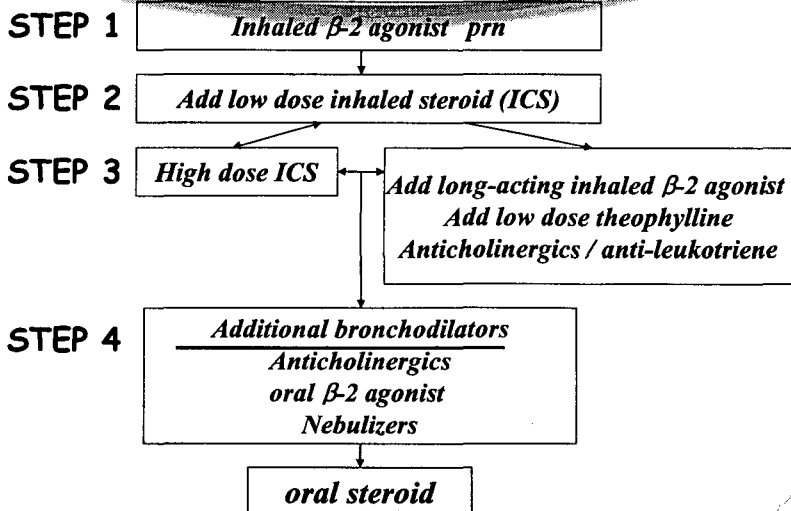 STEP 1
Inhaled β-2 agonist prn
STEP 2
Add low dose inhaled steroid (ICS)
STEP 3
High dose ICS
Add long-acting inhaled β-2 agonist
Add low dose theophylline
Anticholinergics / anti-leukotriene
STEP 4
Additional bronchodilators
Anticholinergics
oral β-2 agonist
Nebulizers
oral steroid